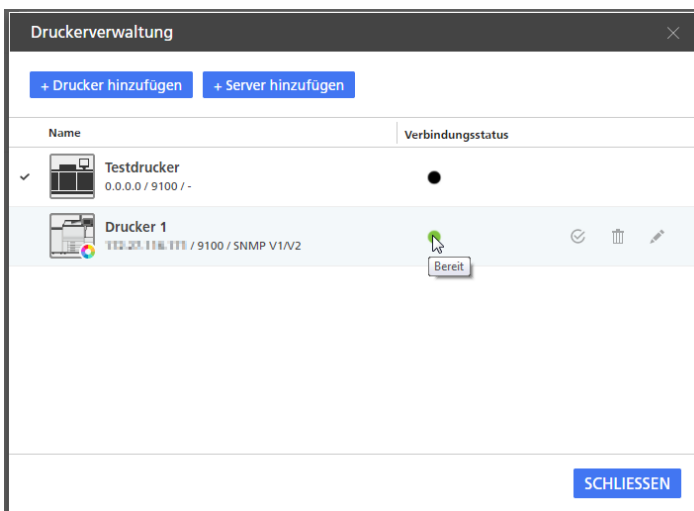 Druckerverwaltung
+ Drucker hinzufügen
+ Server hinzufügen
Name
Verbindungsstatus
Testdrucker
0.0.0.0 / 9100 / -
Drucker 1
/ 9100 / SNMP V1/V2
Bereit
SCHLIESSEN